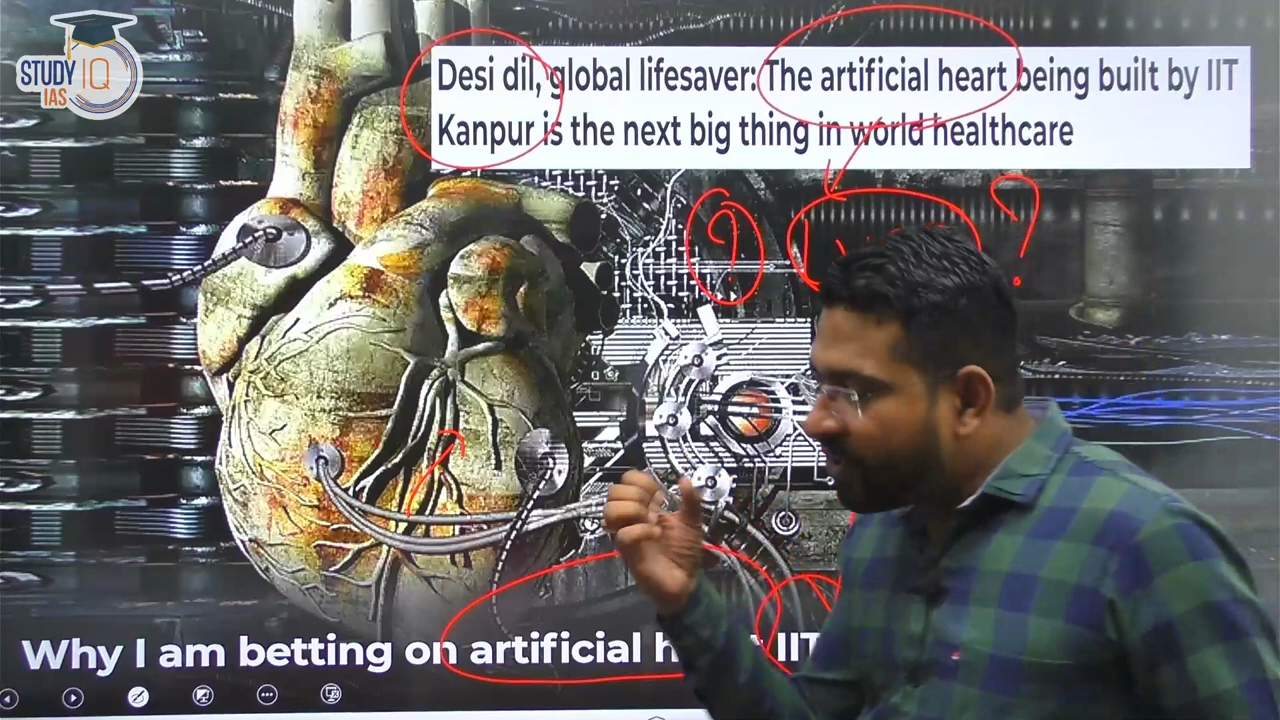 STUDY IQ
IAS
Desi dil, global lifesaver: The artificial heart being built by IIT
Kanpur is the next big thing in world healthcare
?
Why I am betting on artificial IIT